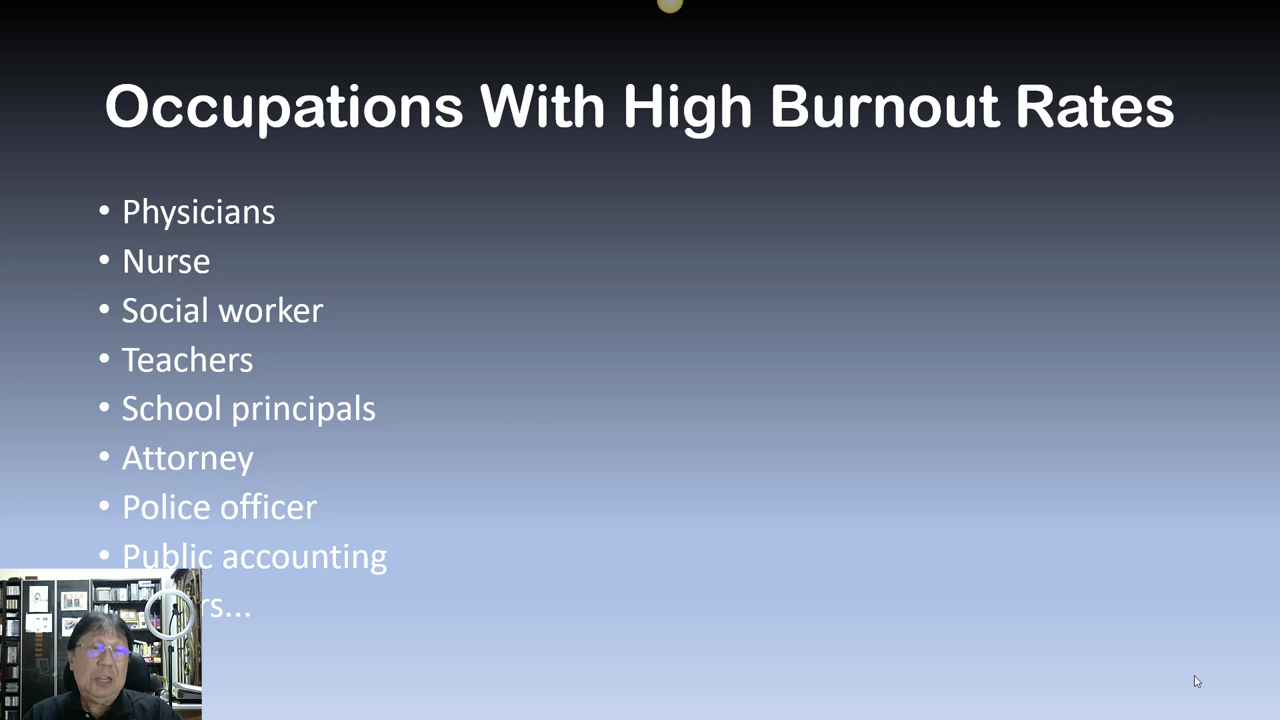 Occupations With High Burnout Rates
• Physicians
• Nurse
• Social worker
• Teachers
• School principals
• Attorney
• Police officer
• Public accounting